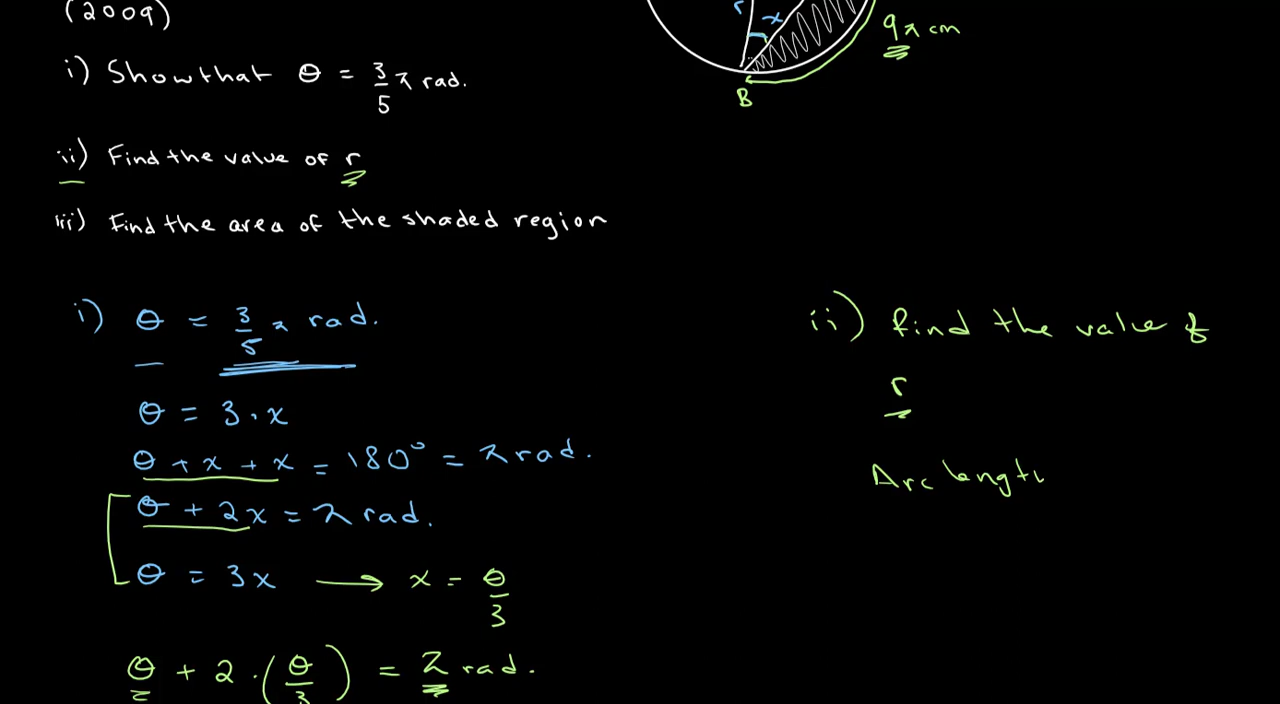 (2009)
r
x
9π cm
B
i) Show that θ = 3/5 π rad.
ii) Find the value of r
iii) Find the area of the shaded region
i) θ = 3/5 π rad.
θ = 3 . x
θ + x + x = 180° = π rad.
θ + 2x = π rad.
θ = 3x → x = θ/3
θ + 2 . (θ/3) = π rad.
ii) find the value of
r
Arc length